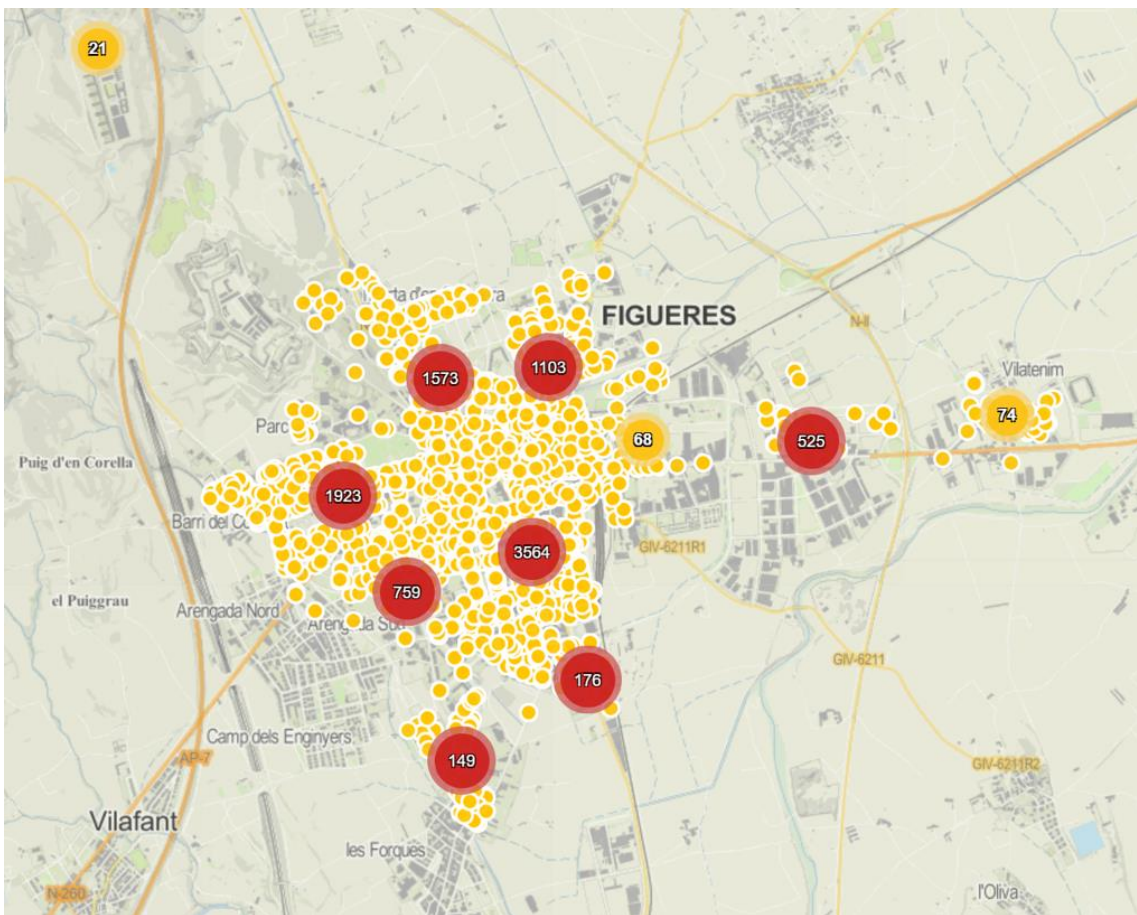 21
FIGUERES
N-II
1573
1103
Vilatenim
74
Parc
68
525
Puig d'en Corella
1923
Barri del Co
3564
GIV-6211R1
759
el Puiggrau
Arengada Nord
Arengada Sud
GIV-6211
176
Camp dels Enginyers
AP-7
149
GIV-6211R2
Vilafant
les Forques
N-260
l'Oliva